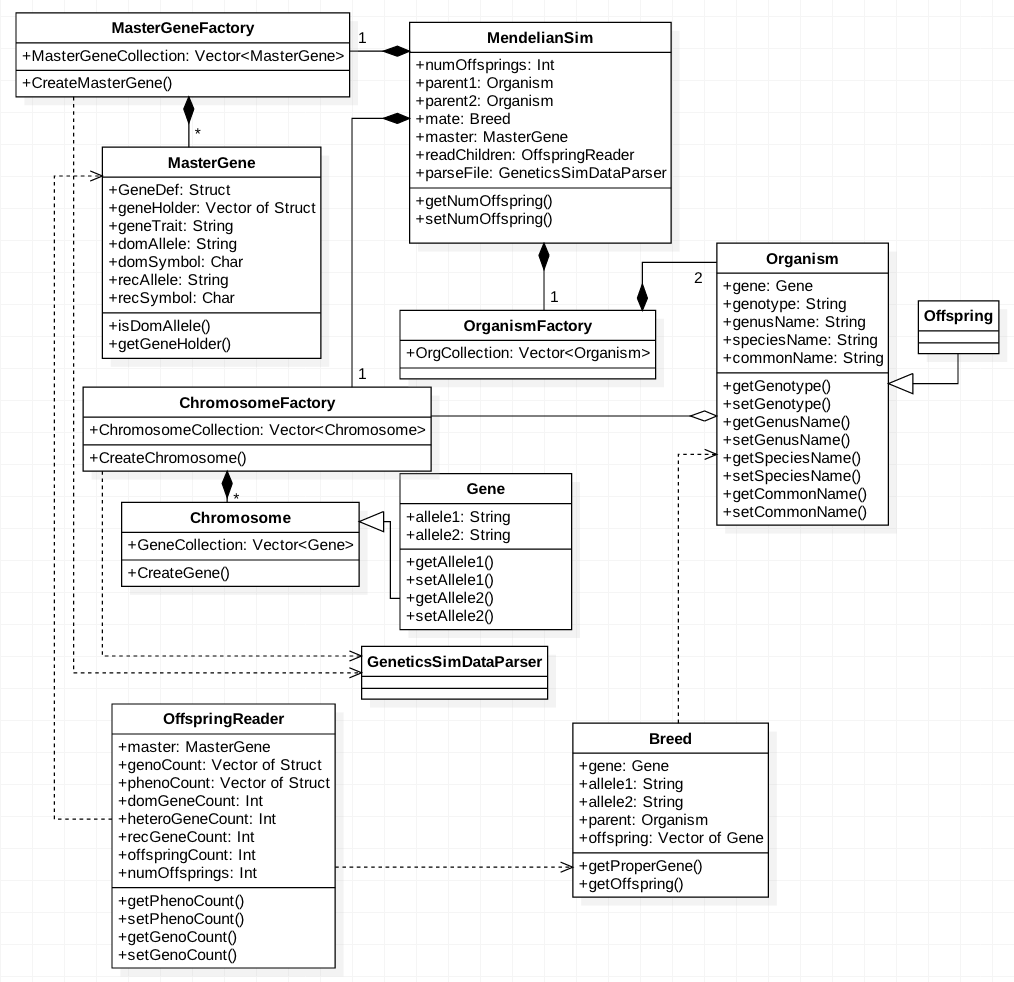 MasterGeneFactory
+MasterGeneCollection: Vector<MasterGene>
+CreateMasterGene()
1
*
MendelianSim
+numOffsprings: Int
+parent1: Organism
+parent2: Organism
+mate: Breed
+master: MasterGene
+readChildren: OffspringReader
+parseFile: GeneticsSimDataParser
+getNumOffspring()
+setNumOffspring()
MasterGene
+GeneDef: Struct
+geneHolder: Vector of Struct
+geneTrait: String
+domAllele: String
+domSymbol: Char
+recAllele: String
+recSymbol: Char
+isDomAllele()
+getGeneHolder()
1
OrganismFactory
+OrgCollection: Vector<Organism>
2
Organism
+gene: Gene
+genotype: String
+genusName: String
+speciesName: String
+commonName: String
+getGenotype()
+setGenotype()
+getGenusName()
+setGenusName()
+getSpeciesName()
+setSpeciesName()
+getCommonName()
+setCommonName()
Offspring
1
ChromosomeFactory
+ChromosomeCollection: Vector<Chromosome>
+CreateChromosome()
*
Chromosome
+GeneCollection: Vector<Gene>
+CreateGene()
Gene
+allele1: String
+allele2: String
+getAllele1()
+setAllele1()
+getAllele2()
+setAllele2()
GeneticsSimDataParser
OffspringReader
+master: MasterGene
+genoCount: Vector of Struct
+phenoCount: Vector of Struct
+domGeneCount: Int
+heteroGeneCount: Int
+recGeneCount: Int
+offspringCount: Int
+numOffsprings: Int
+getPhenoCount()
+setPhenoCount()
+getGenoCount()
+setGenoCount()
Breed
+gene: Gene
+allele1: String
+allele2: String
+parent: Organism
+offspring: Vector of Gene
+getProperGene()
+getOffspring()